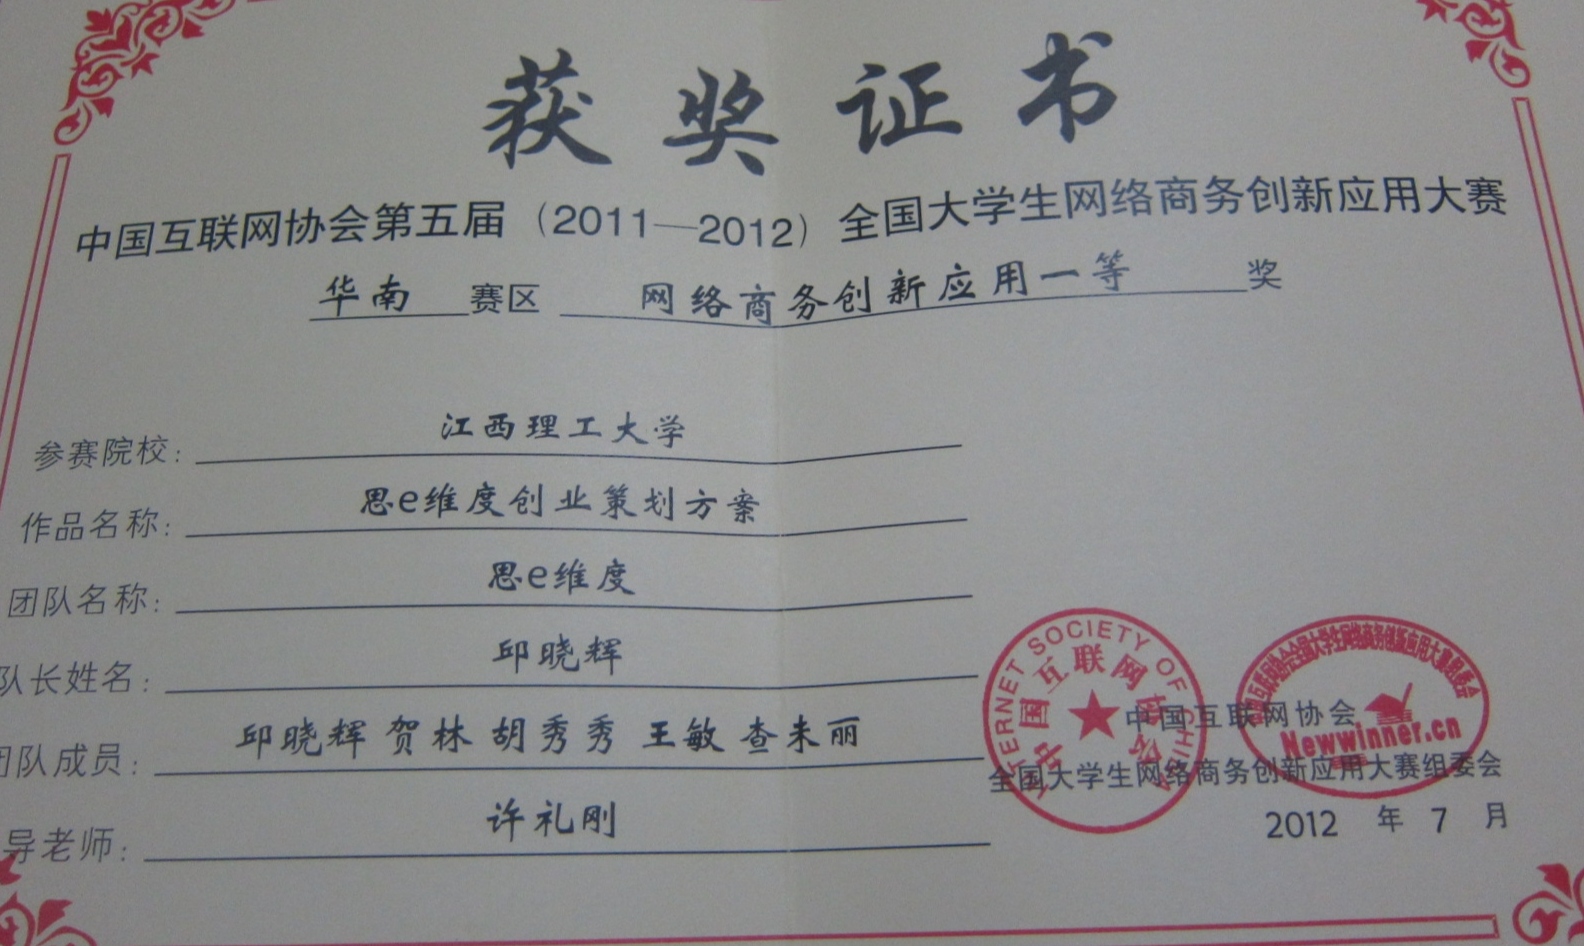 获奖证书
中国互联网协会第五届（2011—2012）全国大学生网络商务创新应用大赛
华南 赛区 网络商务创新应用一等 奖
参赛院校: 江西理工大学
作品名称: 思e维度创业策划方案
团队名称: 思e维度
队长姓名: 邱晓辉
团队成员: 邱晓辉 贺林 胡秀秀 王敏 查未丽
导老师: 许礼刚
INTERNET SOCIETY OF CHINA
中国互联网协会
Newwinner.cn
中国互联网协会
全国大学生网络商务创新应用大赛组委会
2012 年 7 月